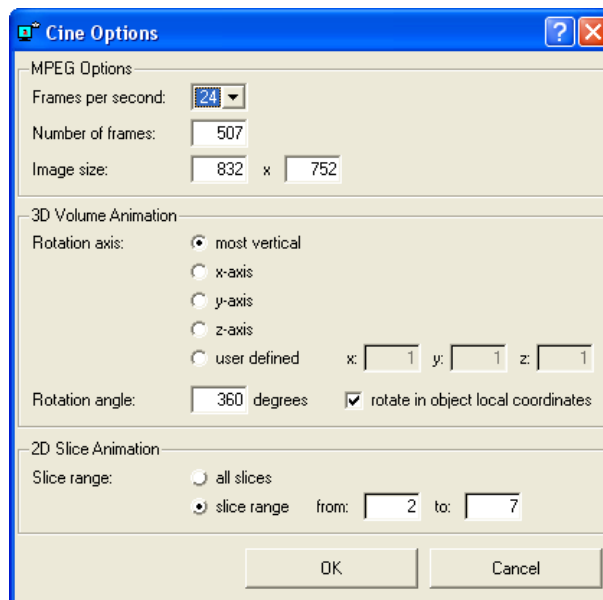 Cine Options
MPEG Options
Frames per second: 24
Number of frames: 507
Image size: 832 x 752
3D Volume Animation
Rotation axis: most vertical
x-axis
y-axis
z-axis
user defined x: 1 y: 1 z: 1
Rotation angle: 360 degrees rotate in object local coordinates
2D Slice Animation
Slice range: all slices
slice range from: 2 to: 7
OK Cancel